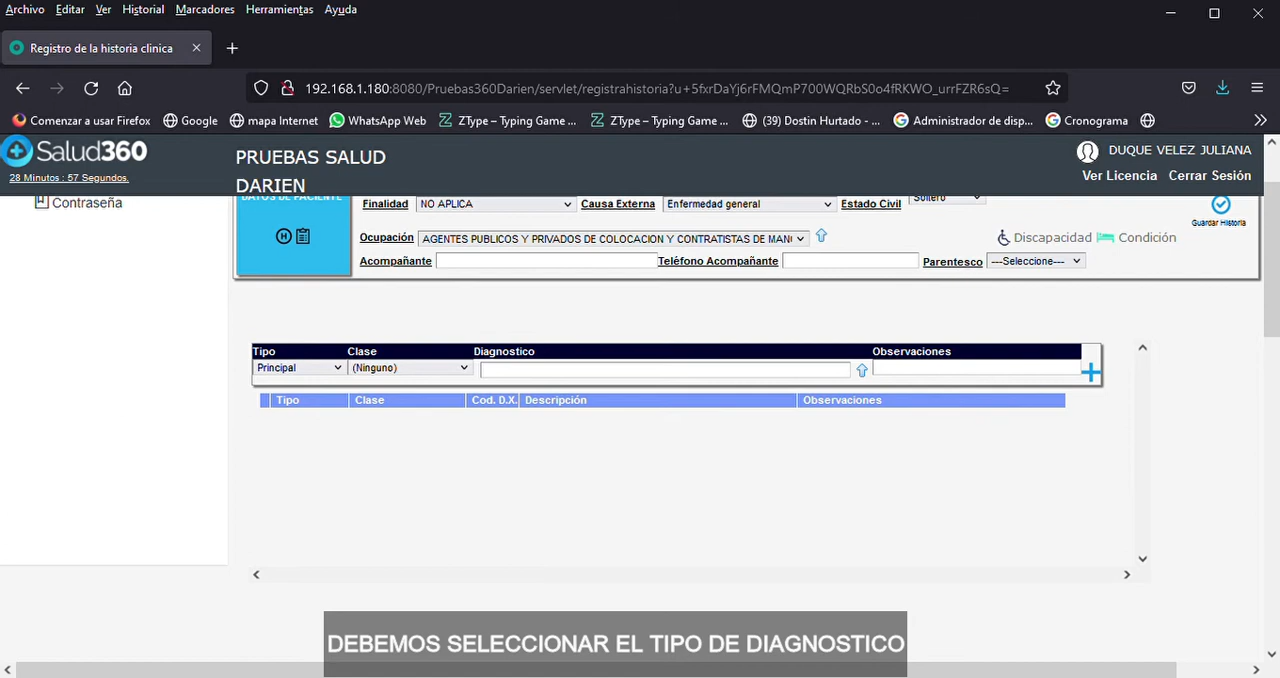 Archivo Editar Ver Historial Marcadores Herramientas Ayuda
Registro de la historia clinica
192.168.1.180:8080/Pruebas360Darien/servlet/registrahistoria?u+5fxrDaYj6rFMQmP700WQRbS0o4fRKWO_urrFZR6sQ=
Comenzar a usar Firefox Google mapa Internet WhatsApp Web ZType – Typing Game ... ZType – Typing Game ... (39) Dostin Hurtado - ... Administrador de disp... Cronograma
Salud360 PRUEBAS SALUD DUQUE VELEZ JULIANA
28 Minutos : 57 Segundos. DARIEN Ver Licencia Cerrar Sesión
Contraseña DATOS DE PACIENTE Finalidad NO APLICA Causa Externa Enfermedad general Estado Civil Soltero
Guardar Historia
Ocupación AGENTES PUBLICOS Y PRIVADOS DE COLOCACION Y CONTRATISTAS DE MAN( Discapacidad Condición
Acompañante Teléfono Acompañante Parentesco ---Seleccione---
Tipo Clase Diagnostico Observaciones
Principal (Ninguno)
Tipo Clase Cod. D.X. Descripción Observaciones
DEBEMOS SELECCIONAR EL TIPO DE DIAGNOSTICO